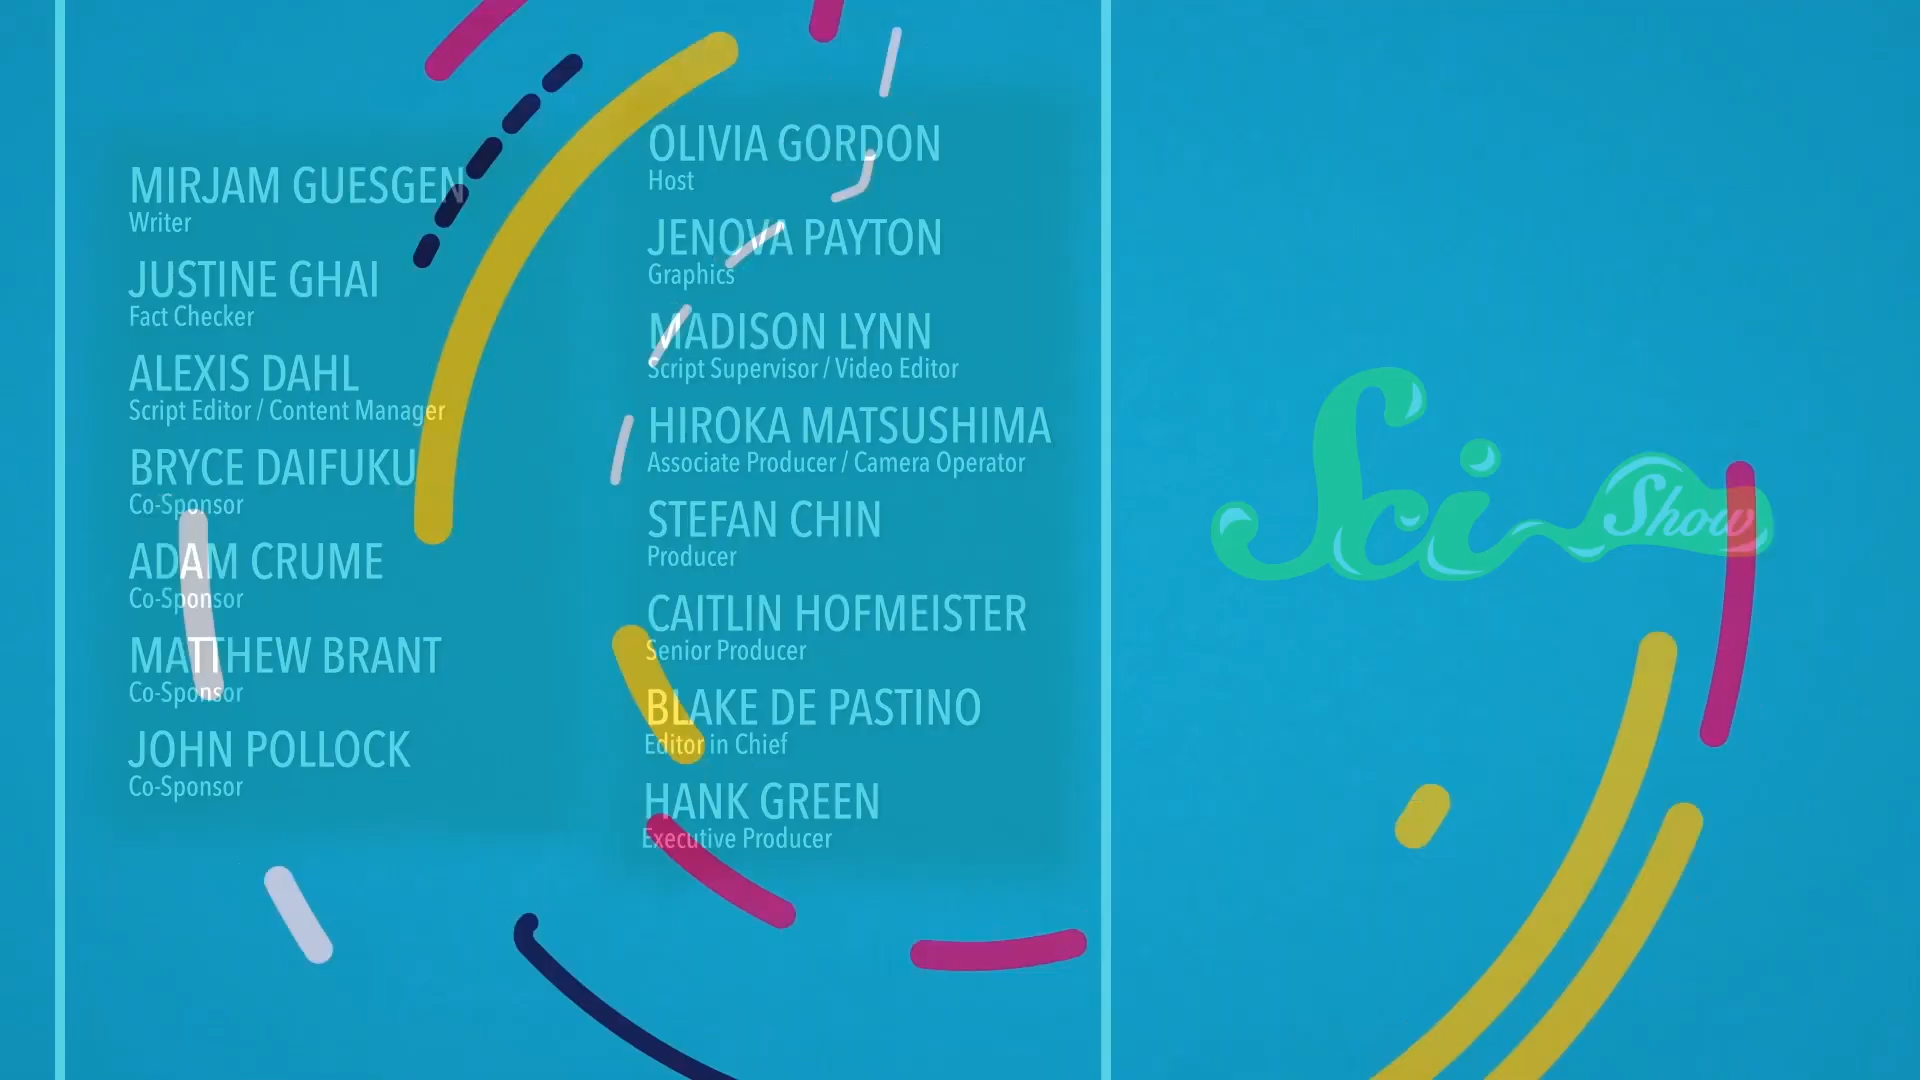 MIRJAM GUESGEN
Writer
JUSTINE GHAI
Fact Checker
ALEXIS DAHL
Script Editor / Content Manager
BRYCE DAIFUKU
Co-Sponsor
ADAM CRUME
Co-Sponsor
MATTHEW BRANT
Co-Sponsor
JOHN POLLOCK
Co-Sponsor
OLIVIA GORDON
Host
JENOVA PAYTON
Graphics
MADISON LYNN
Script Supervisor / Video Editor
HIROKA MATSUSHIMA
Associate Producer / Camera Operator
STEFAN CHIN
Producer
CAITLIN HOFMEISTER
Senior Producer
BLAKE DE PASTINO
Editor in Chief
HANK GREEN
Executive Producer
Sci Show